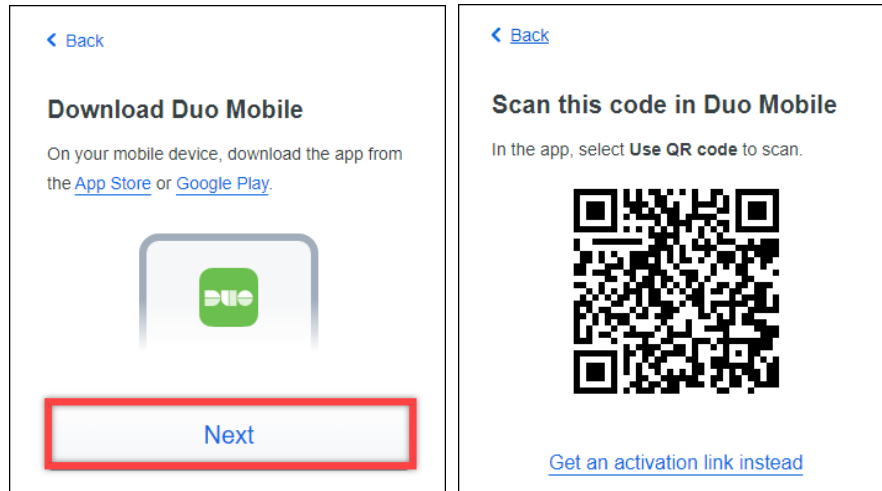 Back
Download Duo Mobile
On your mobile device, download the app from
the App Store or Google Play.
DUO
Next
Back
Scan this code in Duo Mobile
In the app, select Use QR code to scan.
Get an activation link instead